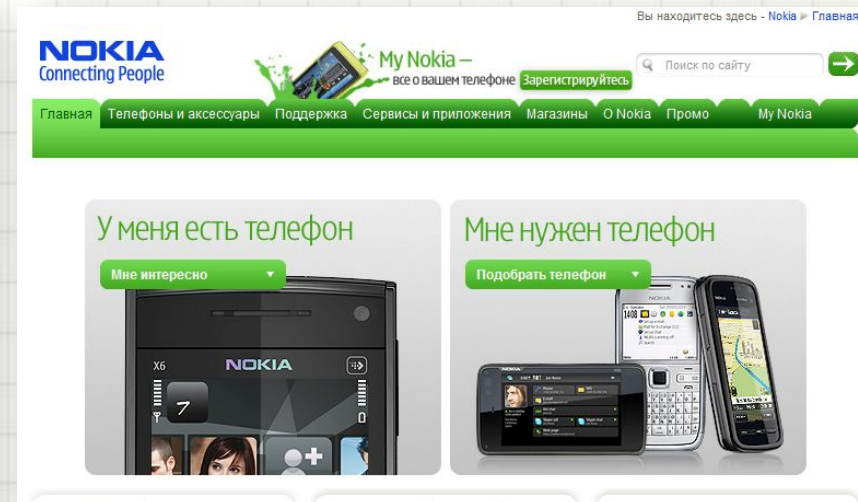 Вы находитесь здесь - Nokia ▶ Главная
NOKIA
Connecting People
My Nokia –
все о вашем телефоне Зарегистрируйтесь
Поиск по сайту
Главная Телефоны и аксессуары Поддержка Сервисы и приложения Магазины О Nokia Промо My Nokia
У меня есть телефон
Мне интересно
X6 NOKIA
7
Мне нужен телефон
Подобрать телефон
NOKIA
1408
NOKIA